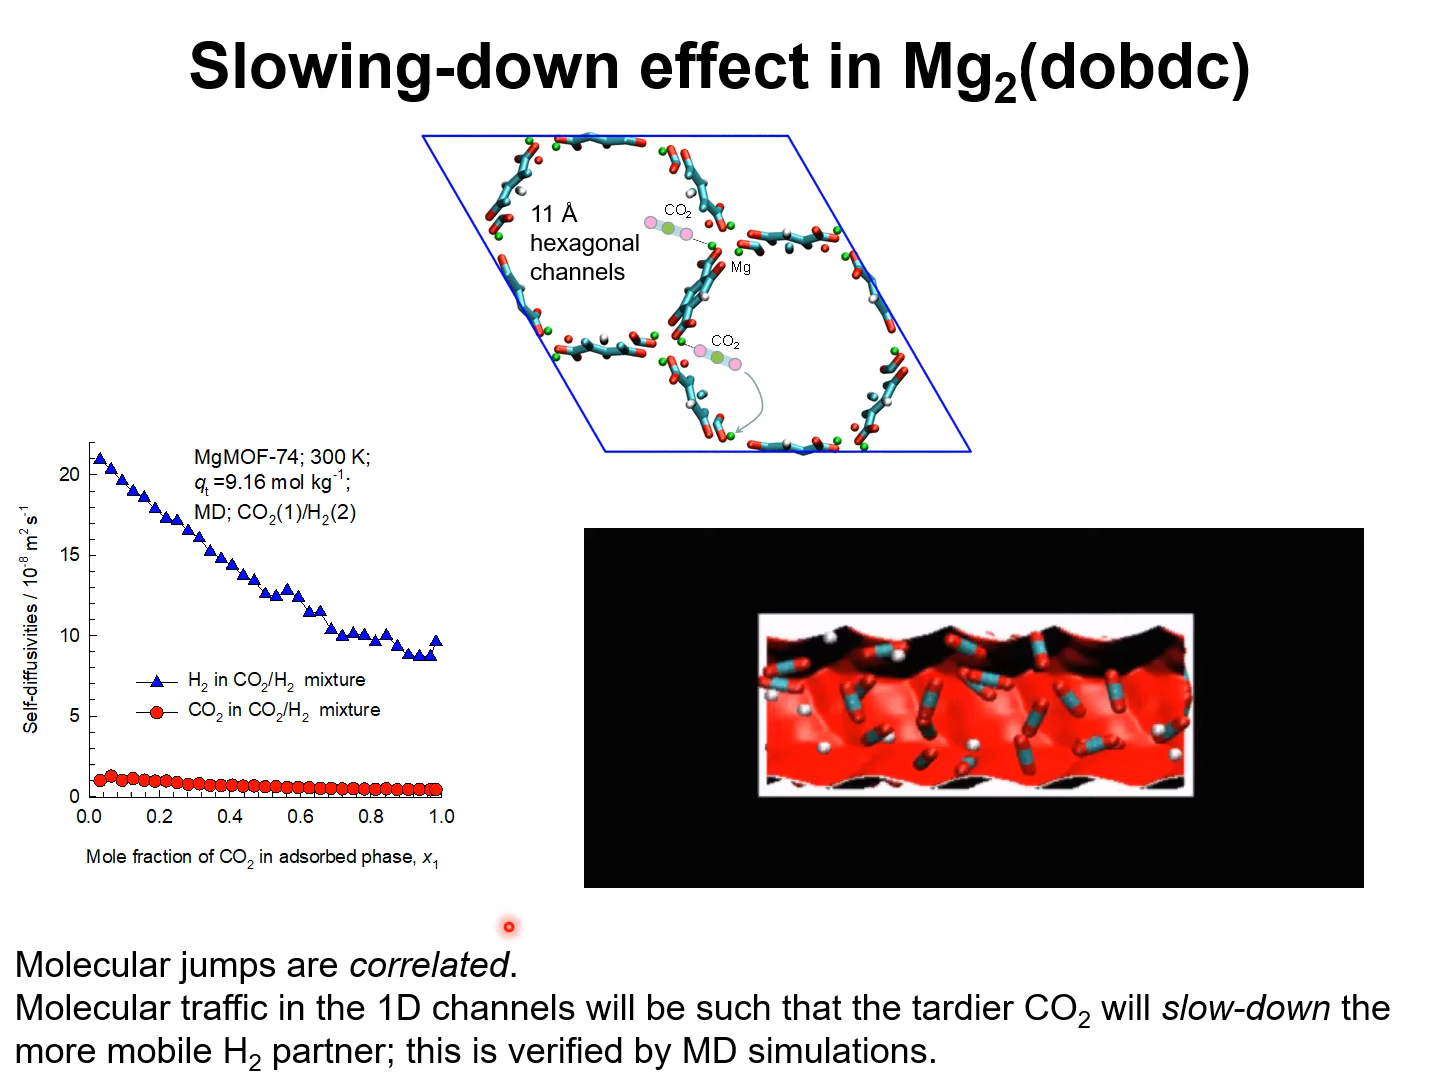 Slowing-down effect in Mg2(dobdc)
11 Å
hexagonal
channels
CO2
Mg
CO2
MgMOF-74; 300 K;
qt =9.16 mol kg-1;
MD; CO2(1)/H2(2)
Self-diffusivities / 10-8 m2 s-1
20
15
10
5
0
H2 in CO2/H2 mixture
CO2 in CO2/H2 mixture
0.0 0.2 0.4 0.6 0.8 1.0
Mole fraction of CO2 in adsorbed phase, x1
Molecular jumps are correlated.
Molecular traffic in the 1D channels will be such that the tardier CO2 will slow-down the
more mobile H2 partner; this is verified by MD simulations.